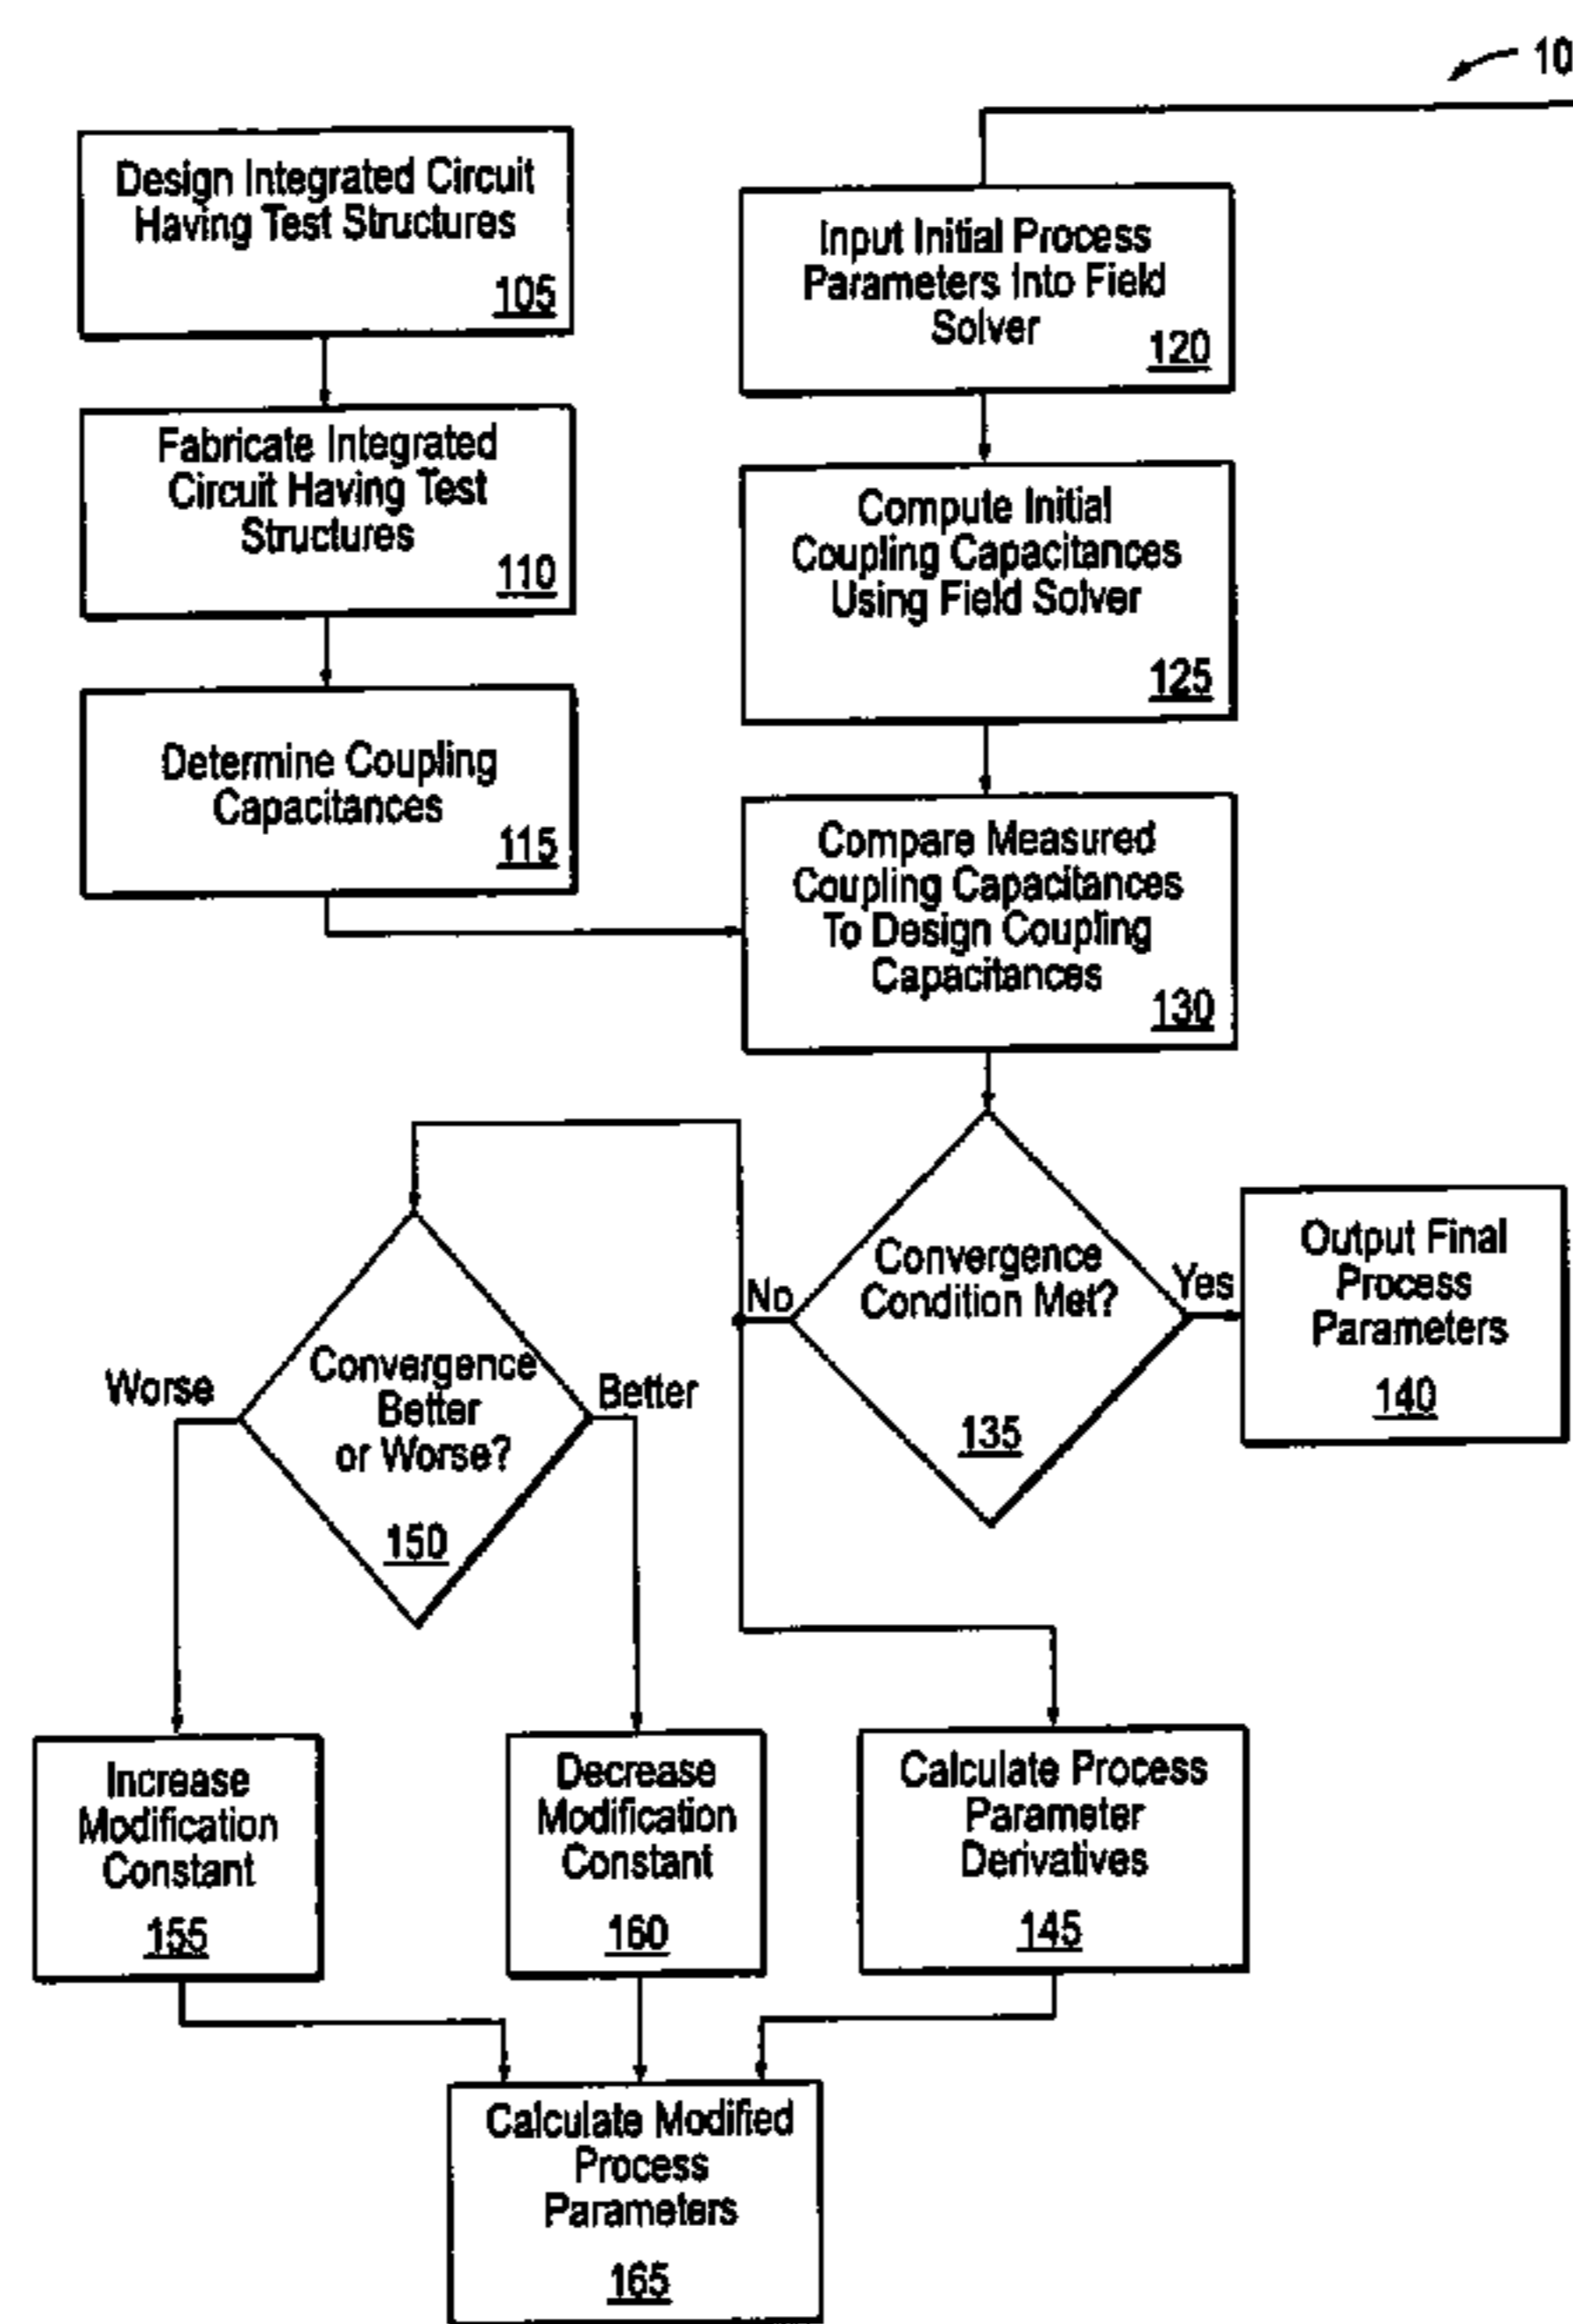 10
Design Integrated Circuit
Having Test Structures
105
Fabricate Integrated
Circuit Having Test
Structures
110
Determine Coupling
Capacitances
115
Input Initial Process
Parameters Into Field
Solver
120
Compute Initial
Coupling Capacitances
Using Field Solver
125
Compare Measured
Coupling Capacitances
To Design Coupling
Capacitances
130
Convergence
Condition Met?
135
No
Yes
Output Final
Process
Parameters
140
Convergence
Better
or Worse?
150
Worse
Better
Increase
Modification
Constant
155
Decrease
Modification
Constant
160
Calculate Process
Parameter
Derivatives
145
Calculate Modified
Process
Parameters
165